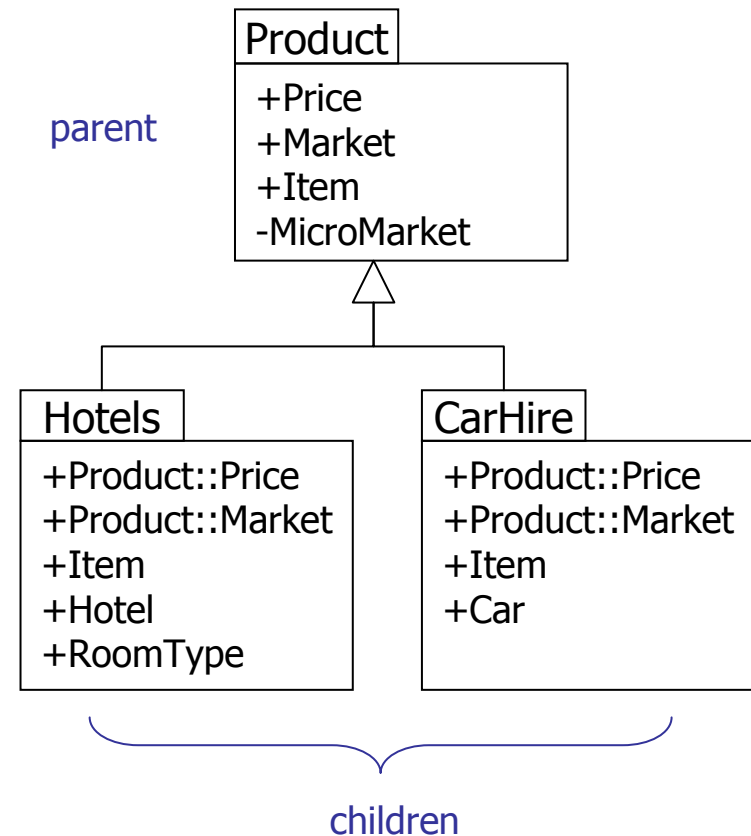 Product
+Price
+Market
+Item
-MicroMarket
parent
Hotels
+Product::Price
+Product::Market
+Item
+Hotel
+RoomType
CarHire
+Product::Price
+Product::Market
+Item
+Car
children